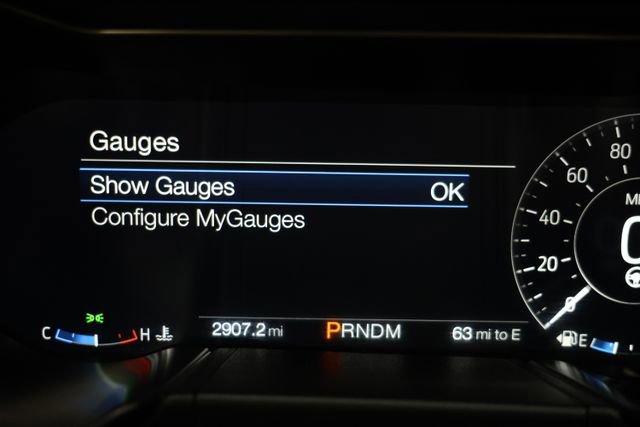 Gauges
Show Gauges OK
Configure MyGauges
80
60
40
20
0
C H
2907.2 mi PRNDM 63 mi to E
E